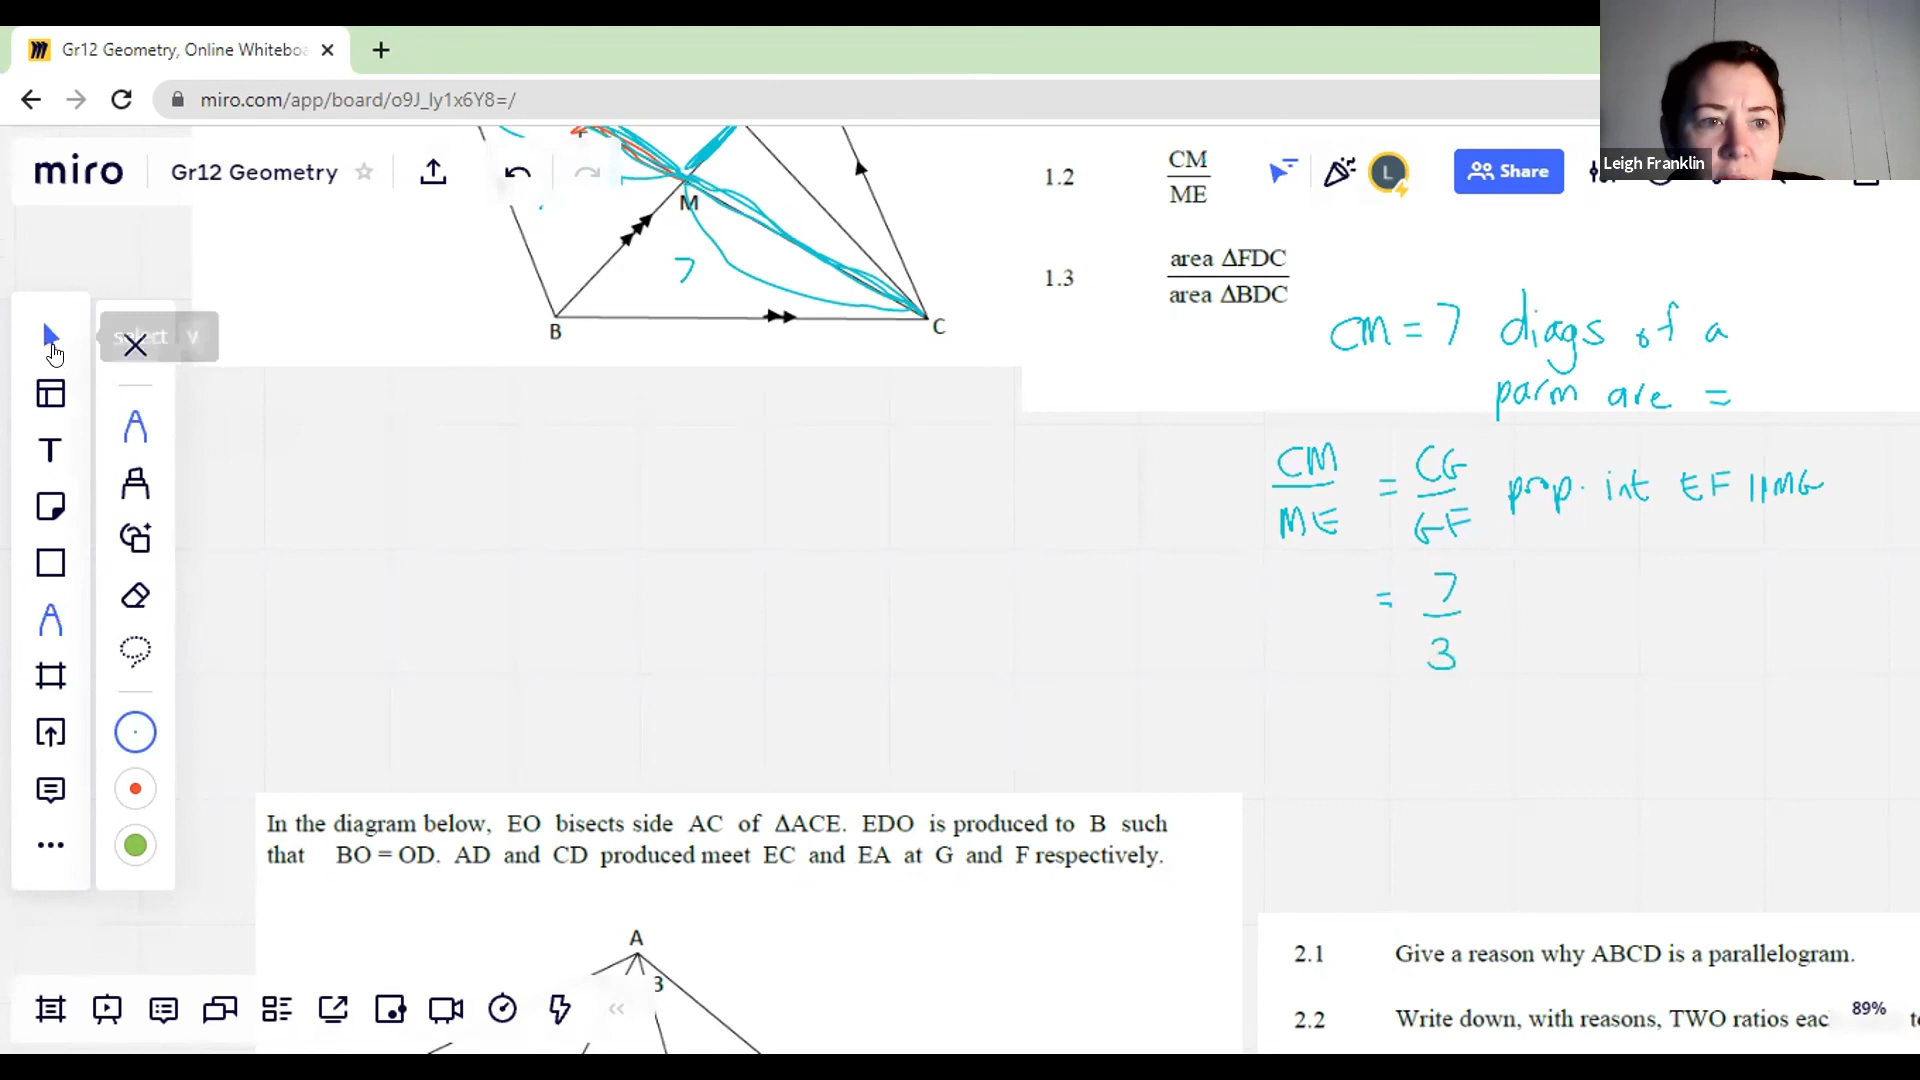 Gr12 Geometry, Online Whiteboa
miro.com/app/board/o9J_ly1x6Y8=/
Leigh Franklin
miro
Gr12 Geometry
L
Share
1.2
CM
ME
1.3
area ΔFDC
area ΔBDC
M
7
B
C
select V
CM = 7 diags of a
parm are =
CM = CG prop. int EF || MG
ME GF
= 7
3
In the diagram below, EO bisects side AC of ΔACE. EDO is produced to B such
that BO = OD. AD and CD produced meet EC and EA at G and F respectively.
A
3
2.1 Give a reason why ABCD is a parallelogram.
2.2 Write down, with reasons, TWO ratios eac
89%